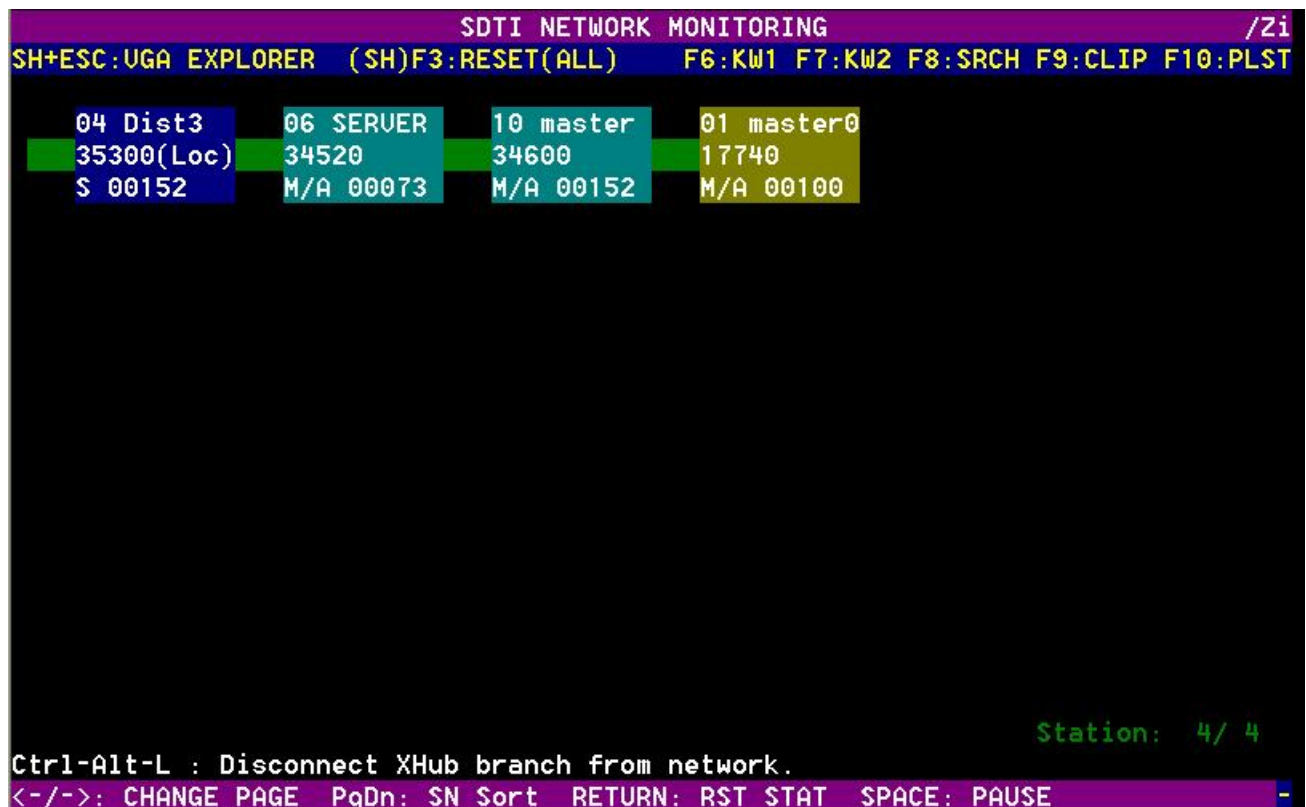 SDTI NETWORK MONITORING /Zi
SH+ESC:VGA EXPLORER (SH)F3:RESET(ALL) F6:KW1 F7:KW2 F8:SRCH F9:CLIP F10:PLST
04 Dist3 06 SERVER 10 master 01 master0
35300(Loc) 34520 34600 17740
S 00152 M/A 00073 M/A 00152 M/A 00100
Station: 4/ 4
Ctrl-Alt-L : Disconnect XHub branch from network.
<-/->: CHANGE PAGE PgDn: SN Sort RETURN: RST STAT SPACE: PAUSE -